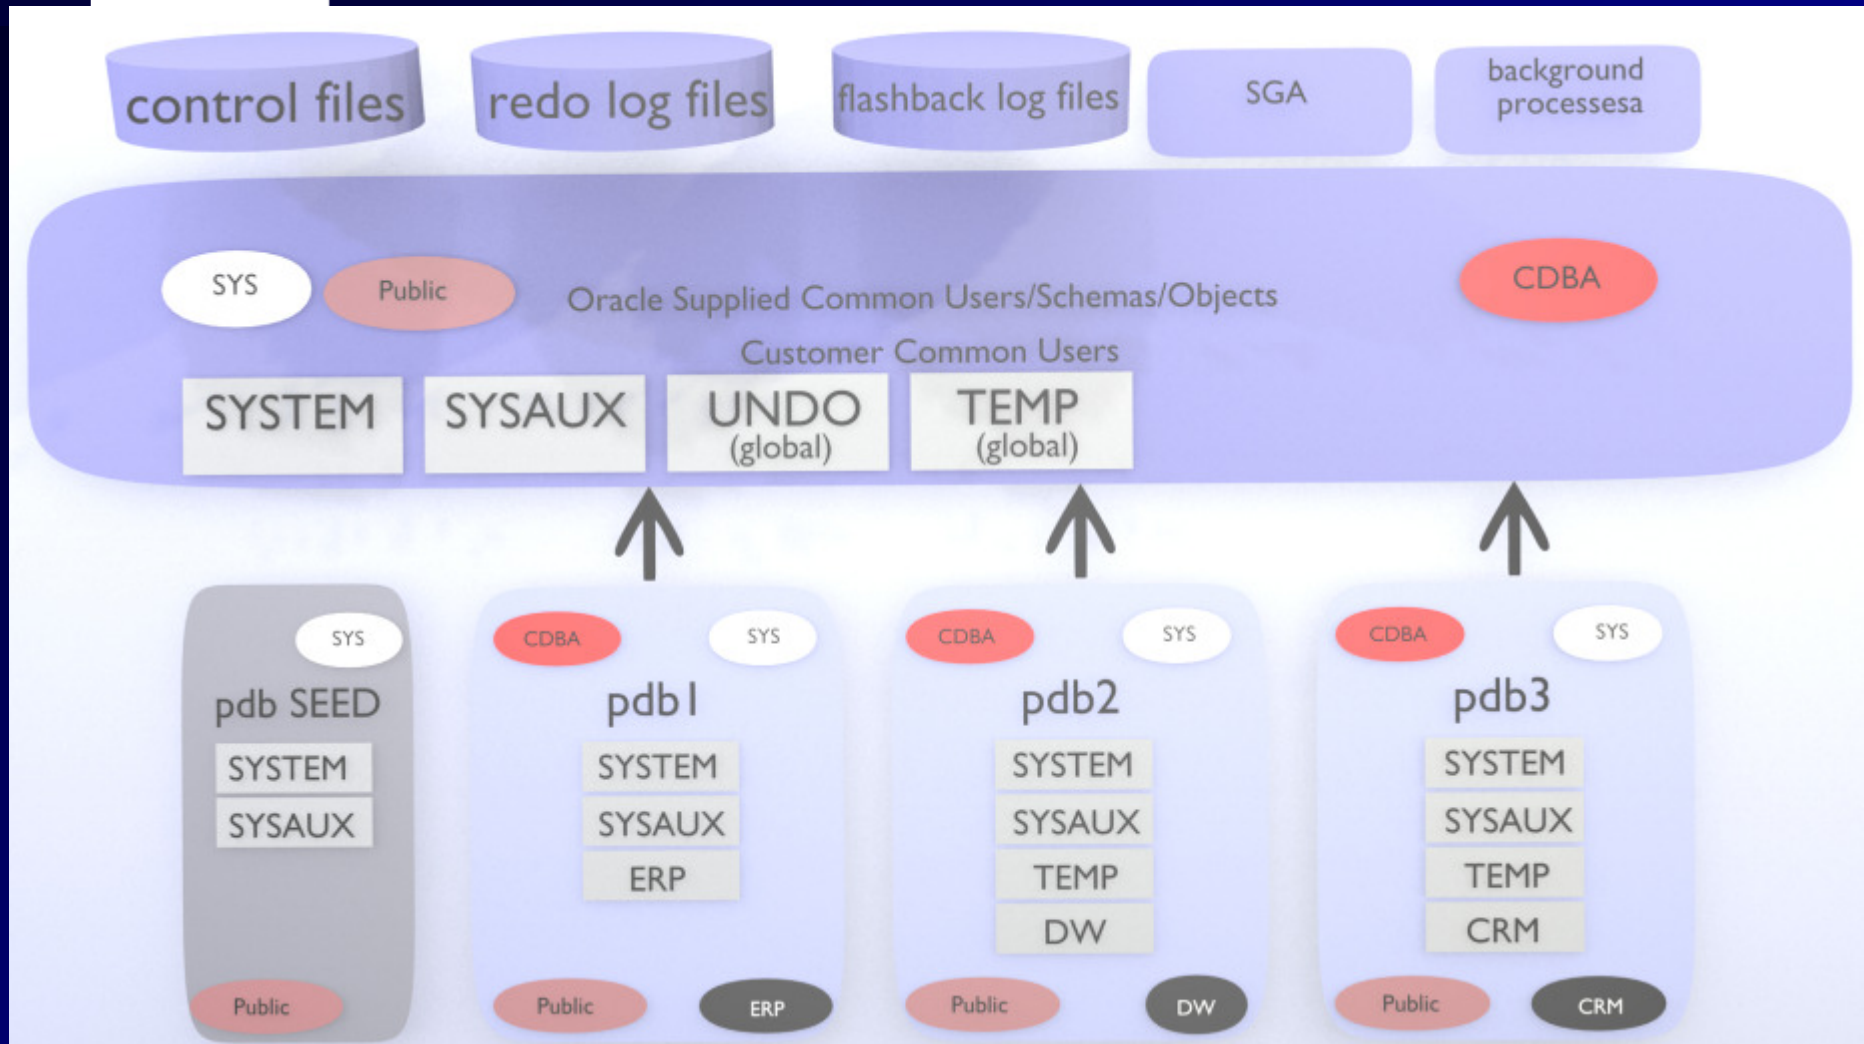 control files
redo log files
flashback log files
SGA
background
processesa
SYS
Public
Oracle Supplied Common Users/Schemas/Objects
CDBA
Customer Common Users
SYSTEM
SYSAUX
UNDO
(global)
TEMP
(global)
SYS
pdb SEED
SYSTEM
SYSAUX
Public
CDBA
SYS
pdb1
SYSTEM
SYSAUX
ERP
Public
ERP
CDBA
SYS
pdb2
SYSTEM
SYSAUX
TEMP
DW
Public
DW
CDBA
SYS
pdb3
SYSTEM
SYSAUX
TEMP
CRM
Public
CRM